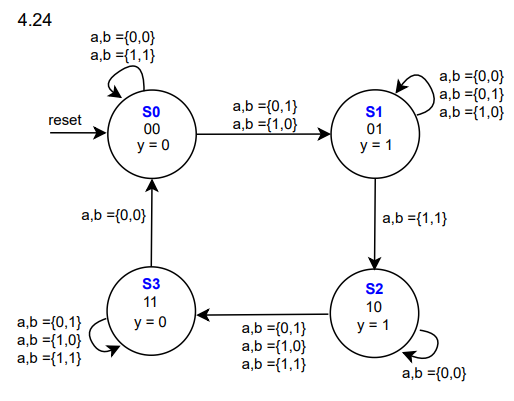 4.24
a,b ={0,0}
a,b ={1,1}
reset
S0
00
y = 0
a,b ={0,1}
a,b ={1,0}
S1
01
y = 1
a,b ={0,0}
a,b ={0,1}
a,b ={1,0}
a,b ={0,0}
a,b ={1,1}
S3
11
y = 0
a,b ={0,1}
a,b ={1,0}
a,b ={1,1}
a,b ={0,1}
a,b ={1,0}
a,b ={1,1}
S2
10
y = 1
a,b ={0,0}